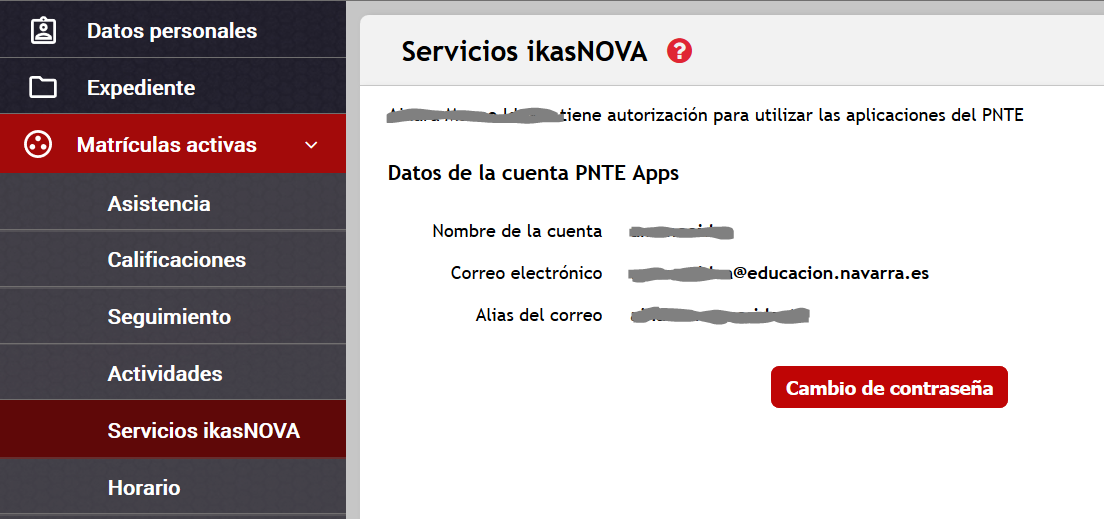 Datos personales
Expediente
Matrículas activas
Asistencia
Calificaciones
Seguimiento
Actividades
Servicios ikasNOVA
Horario
Servicios ikasNOVA ?
tiene autorización para utilizar las aplicaciones del PNTE
Datos de la cuenta PNTE Apps
Nombre de la cuenta
Correo electrónico @educacion.navarra.es
Alias del correo
Cambio de contraseña